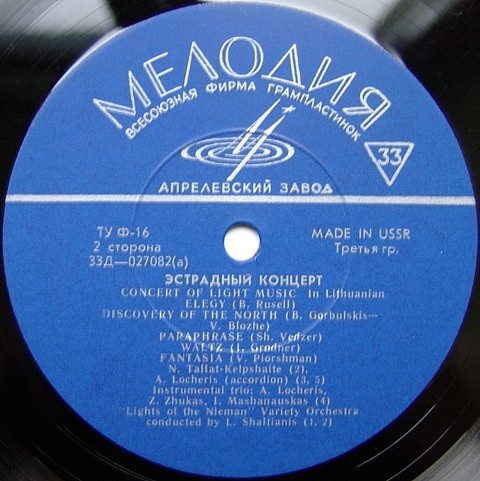 МЕЛОДИЯ
ВСЕСОЮЗНАЯ ФИРМА ГРАМПЛАСТИНОК
33
АПРЕЛЕВСКИЙ ЗАВОД
ТУ Ф-16 MADE IN USSR
2 сторона Третья гр.
33Д—027082(а)
ЭСТРАДНЫЙ КОНЦЕРТ
CONCERT OF LIGHT MUSIC In Lithuanian
ELEGY (B. Rusell)
DISCOVERY OF THE NORTH (B. Gorbulskis—
V. Blozhe)
PARAPHRASE (Sh. Vedzer)
WALTZ (I. Grodner)
FANTASIA (V. Piorshman)
N. Tallat-Kelpshaite (2),
A. Locheris (accordion) (3, 5)
Instrumental trio: A. Locheris,
Z. Zhukas, I. Mashanauskas (4)
"Lights of the Nieman" Variety Orchestra
conducted by L. Shaltianis (1, 2)